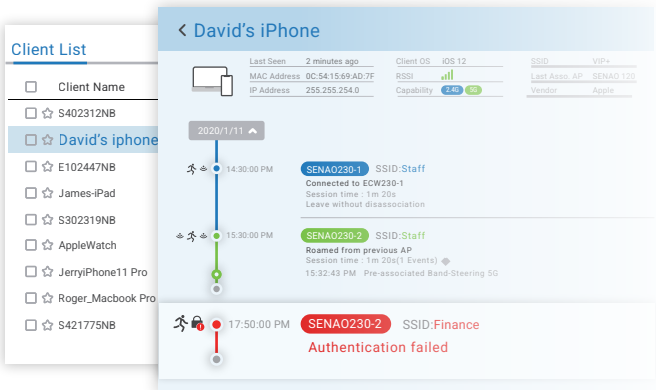 Client List
Client Name
S402312NB
David's iphone
E102447NB
James-iPad
S302319NB
AppleWatch
JerryiPhone11 Pro
Roger_Macbook Pro
S421775NB
< David's iPhone
Last Seen 2 minutes ago
MAC Address 0C:54:15:69:AD:7F
IP Address 255.255.254.0
Client OS iOS 12
RSSI
Capability 2.4G 5G
SSID VIP+
Last Asso. AP SENAO 120
Vendor Apple
2020/1/11
14:30:00 PM SENAO230-1 SSID:Staff
Connected to ECW230-1
Session time : 1m 20s
Leave without disassociation
15:30:00 PM SENAO230-2 SSID:Staff
Roamed from previous AP
Session time : 1m 20s(1 Events)
15:32:43 PM Pre-associated Band-Steering 5G
17:50:00 PM SENAO230-2 SSID:Finance
Authentication failed